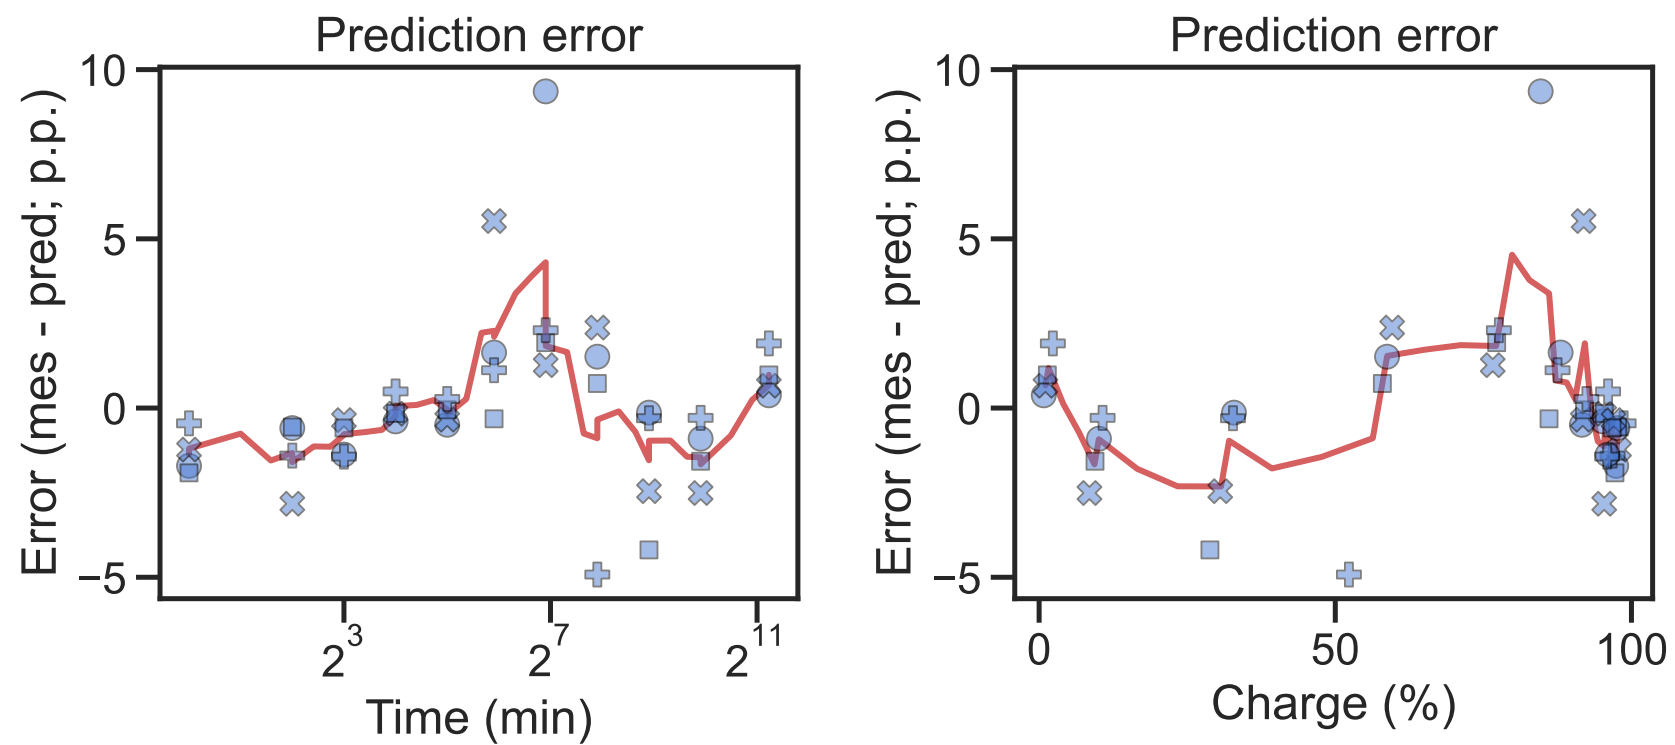 Prediction error
Error (mes - pred; p.p.)
10
5
0
−5
2^3
2^7
2^11
Time (min)
Prediction error
Error (mes - pred; p.p.)
10
5
0
−5
0
50
100
Charge (%)